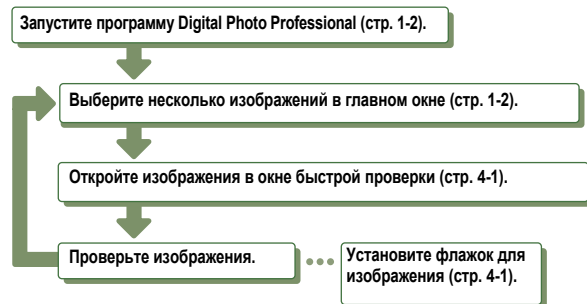 Запустите программу Digital Photo Professional (стр. 1-2).
Выберите несколько изображений в главном окне (стр. 1-2).
Откройте изображения в окне быстрой проверки (стр. 4-1).
Проверьте изображения.
Установите флажок для
изображения (стр. 4-1).